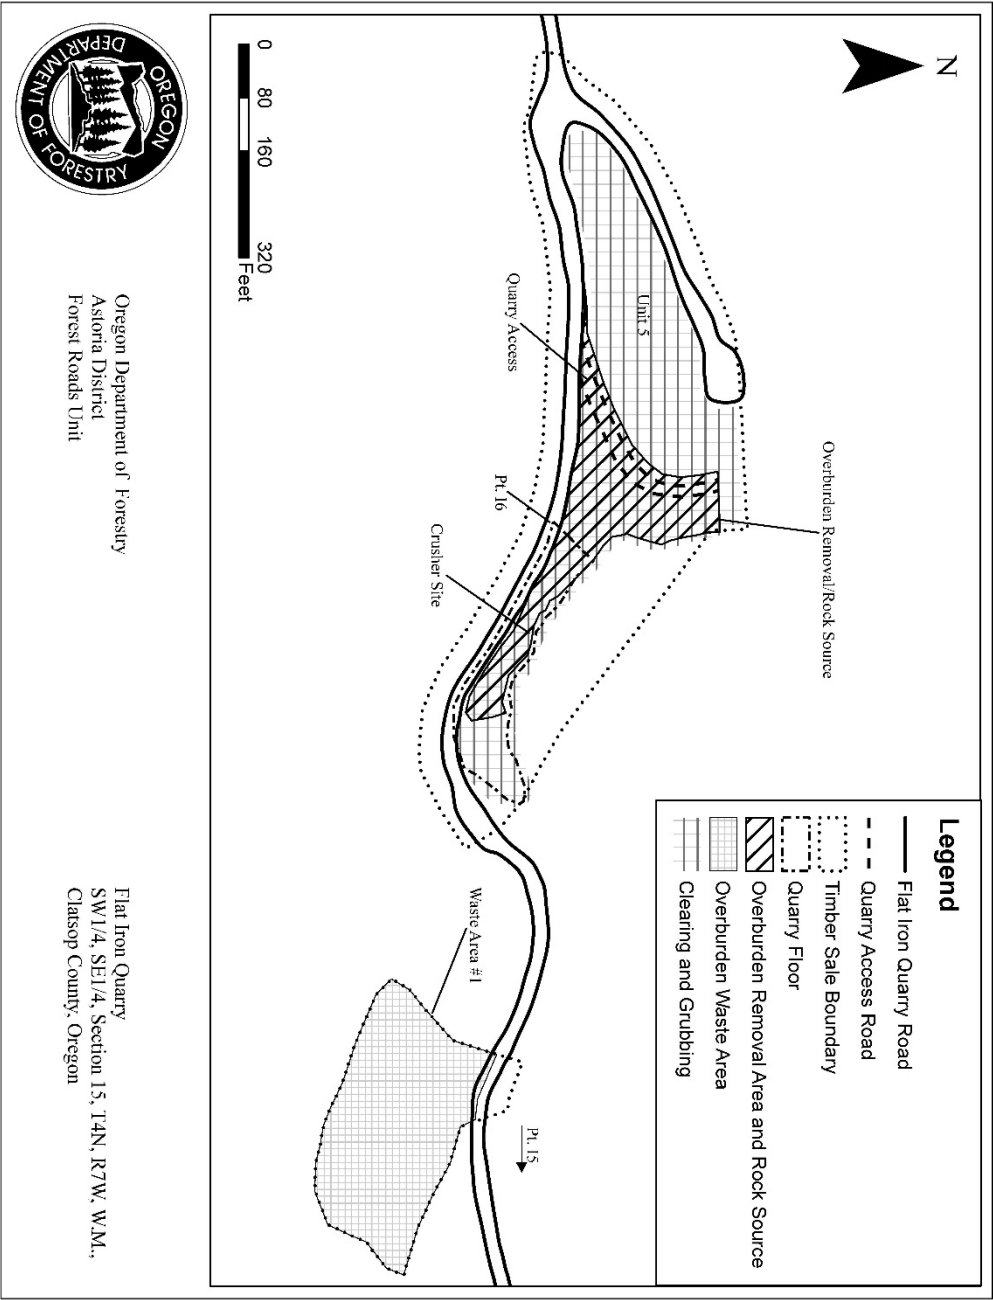 N
Overburden Removal/Rock Source
Unit 5
Quarry Access
Pt. 16
Crusher Site
Waste Area #1
Pt. 15
Legend
Flat Iron Quarry Road
Quarry Access Road
Timber Sale Boundary
Quarry Floor
Overburden Removal Area and Rock Source
Overburden Waste Area
Clearing and Grubbing
0 80 160 320
Feet
OREGON
DEPARTMENT OF FORESTRY
Oregon Department of Forestry
Astoria District
Forest Roads Unit
Flat Iron Quarry
SW1/4, SE1/4, Section 15, T4N, R7W, W.M.,
Clatsop County, Oregon